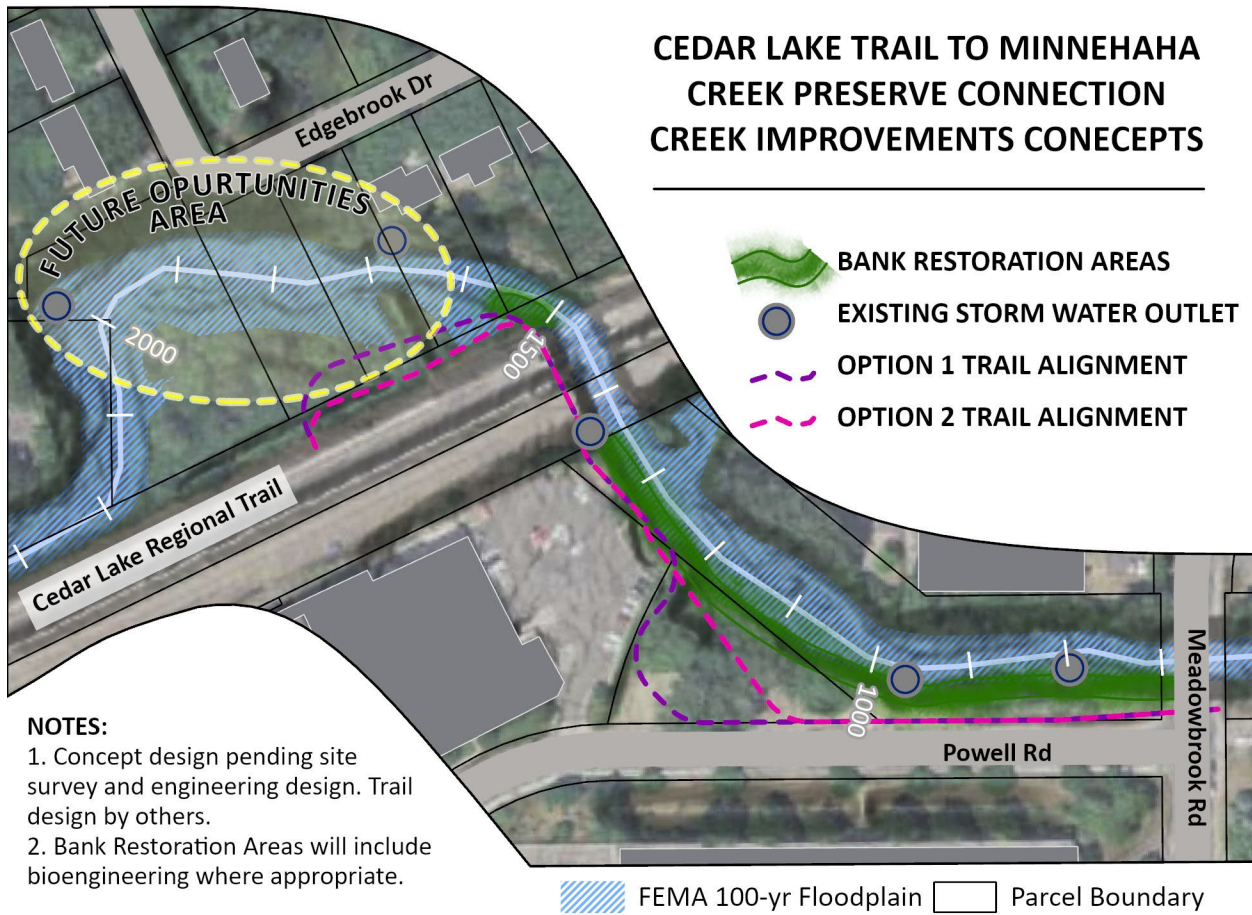 CEDAR LAKE TRAIL TO MINNEHAHA
CREEK PRESERVE CONNECTION
CREEK IMPROVEMENTS CONECEPTS
BANK RESTORATION AREAS
EXISTING STORM WATER OUTLET
OPTION 1 TRAIL ALIGNMENT
OPTION 2 TRAIL ALIGNMENT
Edgebrook Dr
FUTURE OPURTUNITIES
AREA
2000
1500
Cedar Lake Regional Trail
1000
Powell Rd
Meadowbrook Rd
NOTES:
1. Concept design pending site
survey and engineering design. Trail
design by others.
2. Bank Restoration Areas will include
bioengineering where appropriate.
FEMA 100-yr Floodplain
Parcel Boundary